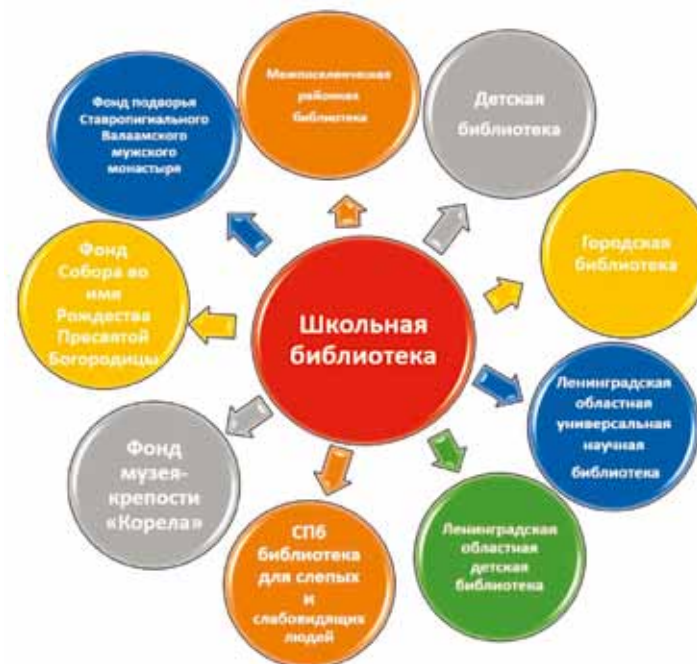 Межпоселенческая
районная
библиотека
Детская
библиотека
Городская
библиотека
Ленинградская
областная
универсальная
научная
библиотека
Ленинградская
областная
детская
библиотека
СПб
библиотека
для слепых
и
слабовидящих
людей
Фонд
музея-
крепости
«Корела»
Фонд
Собора во
имя
Рождества
Пресвятой
Богородицы
Фонд подворья
Ставропигиального
Валаамского
мужского
монастыря
Школьная
библиотека